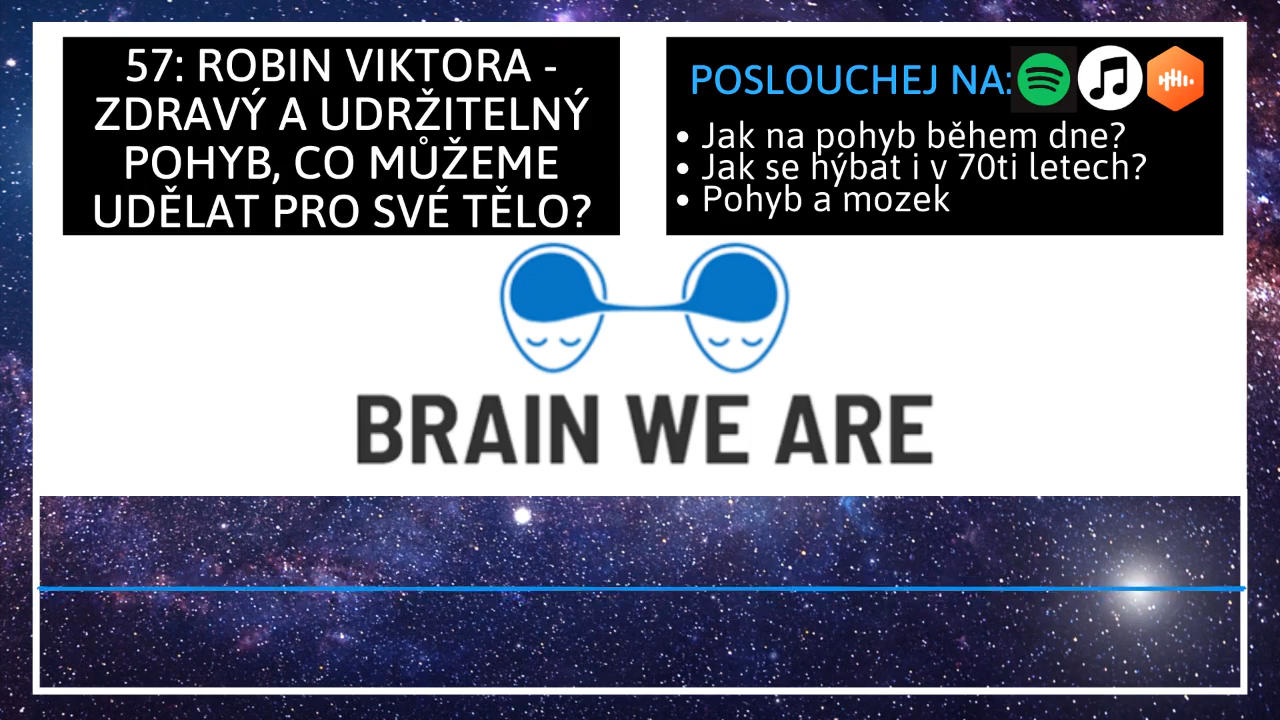 57: ROBIN VIKTORA -
ZDRAVÝ A UDRŽITELNÝ
POHYB, CO MŮŽEME
UDĚLAT PRO SVÉ TĚLO?
POSLOUCHEJ NA:
• Jak na pohyb během dne?
• Jak se hýbat i v 70ti letech?
• Pohyb a mozek
BRAIN WE ARE